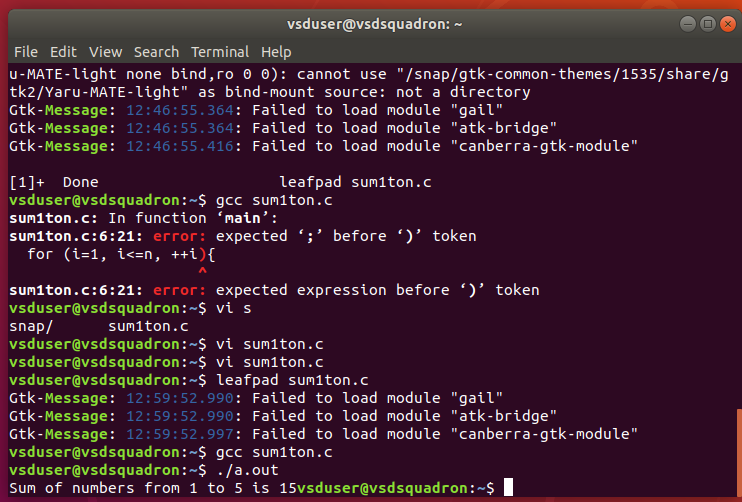 vsduser@vsdsquadron: ~
File Edit View Search Terminal Help
u-MATE-light none bind,ro 0 0): cannot use "/snap/gtk-common-themes/1535/share/g
tk2/Yaru-MATE-light" as bind-mount source: not a directory
Gtk-Message: 12:46:55.364: Failed to load module "gail"
Gtk-Message: 12:46:55.364: Failed to load module "atk-bridge"
Gtk-Message: 12:46:55.416: Failed to load module "canberra-gtk-module"
[1]+  Done                    leafpad sum1ton.c
vsduser@vsdsquadron:~$ gcc sum1ton.c
sum1ton.c: In function ‘main’:
sum1ton.c:6:21: error: expected ‘;’ before ‘)’ token
  for (i=1, i<=n, ++i){
                     ^
sum1ton.c:6:21: error: expected expression before ‘)’ token
vsduser@vsdsquadron:~$ vi s
snap/      sum1ton.c
vsduser@vsdsquadron:~$ vi sum1ton.c
vsduser@vsdsquadron:~$ vi sum1ton.c
vsduser@vsdsquadron:~$ leafpad sum1ton.c
Gtk-Message: 12:59:52.990: Failed to load module "gail"
Gtk-Message: 12:59:52.990: Failed to load module "atk-bridge"
Gtk-Message: 12:59:52.997: Failed to load module "canberra-gtk-module"
vsduser@vsdsquadron:~$ gcc sum1ton.c
vsduser@vsdsquadron:~$ ./a.out
Sum of numbers from 1 to 5 is 15vsduser@vsdsquadron:~$